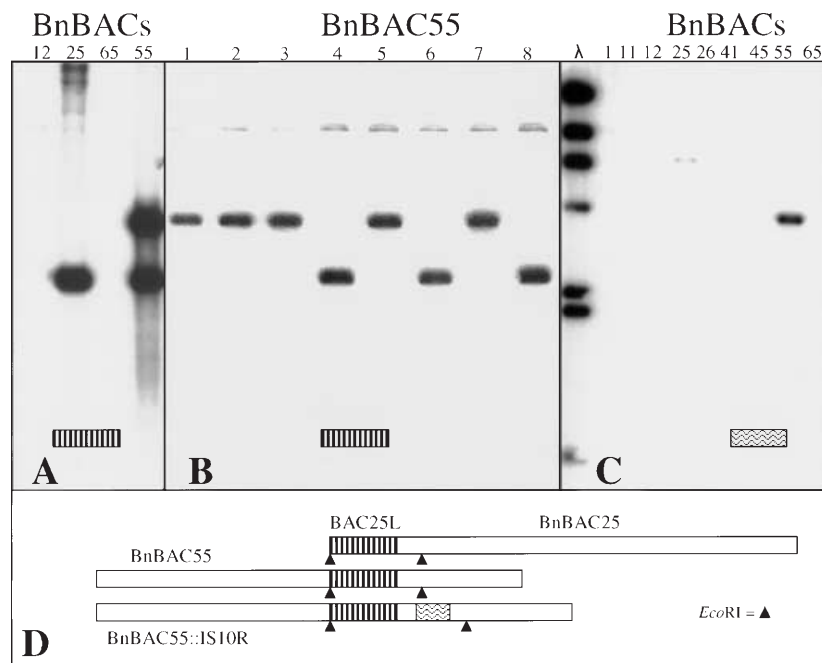 BnBACs BnBAC55 BnBACs
12 25 65 55 1 2 3 4 5 6 7 8 λ 1 11 12 25 26 41 45 55 65
A B C
BAC25L BnBAC25
BnBAC55
D EcoRI = ▲
BnBAC55::IS10R